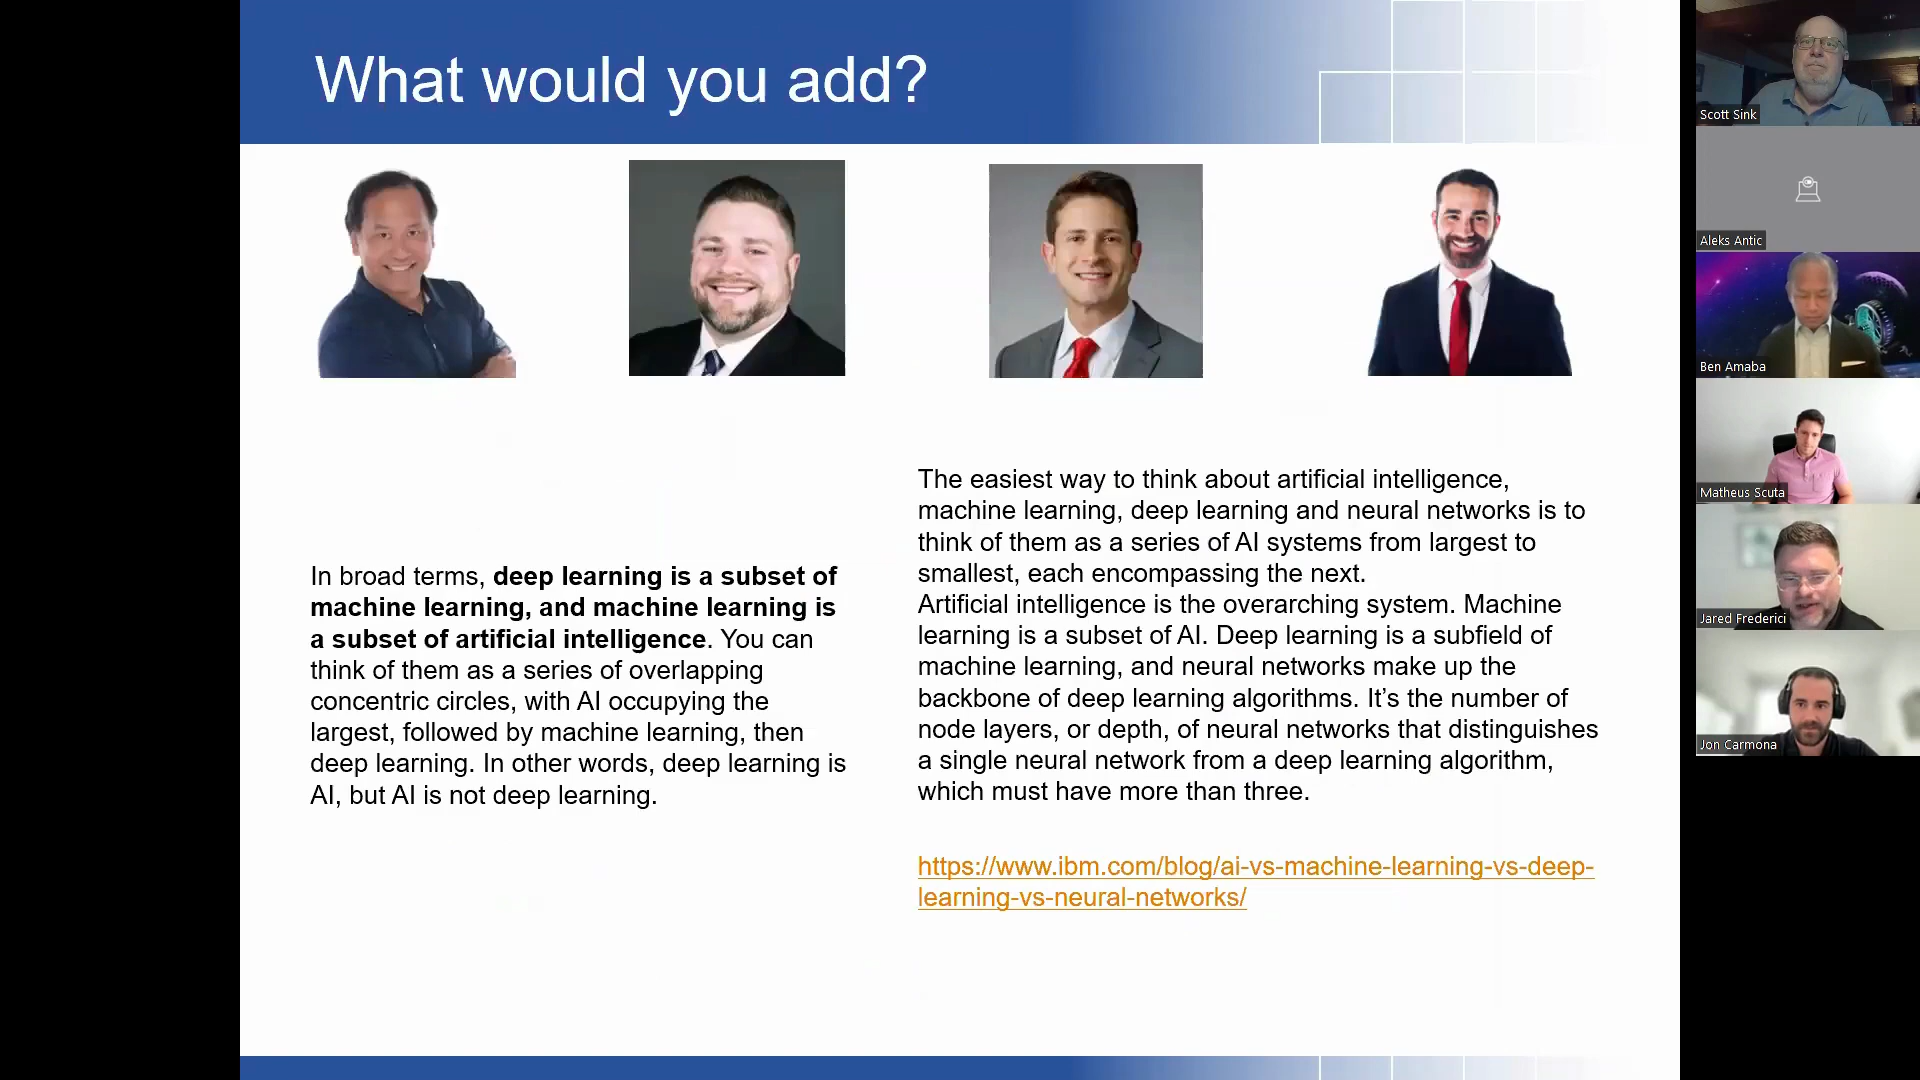 What would you add?
In broad terms, deep learning is a subset of
machine learning, and machine learning is
a subset of artificial intelligence. You can
think of them as a series of overlapping
concentric circles, with AI occupying the
largest, followed by machine learning, then
deep learning. In other words, deep learning is
AI, but AI is not deep learning.
The easiest way to think about artificial intelligence,
machine learning, deep learning and neural networks is to
think of them as a series of AI systems from largest to
smallest, each encompassing the next.
Artificial intelligence is the overarching system. Machine
learning is a subset of AI. Deep learning is a subfield of
machine learning, and neural networks make up the
backbone of deep learning algorithms. It’s the number of
node layers, or depth, of neural networks that distinguishes
a single neural network from a deep learning algorithm,
which must have more than three.
https://www.ibm.com/blog/ai-vs-machine-learning-vs-deep-
learning-vs-neural-networks/
Scott Sink
Aleks Antic
Ben Amaba
Matheus Scuta
Jared Frederici
Jon Carmona